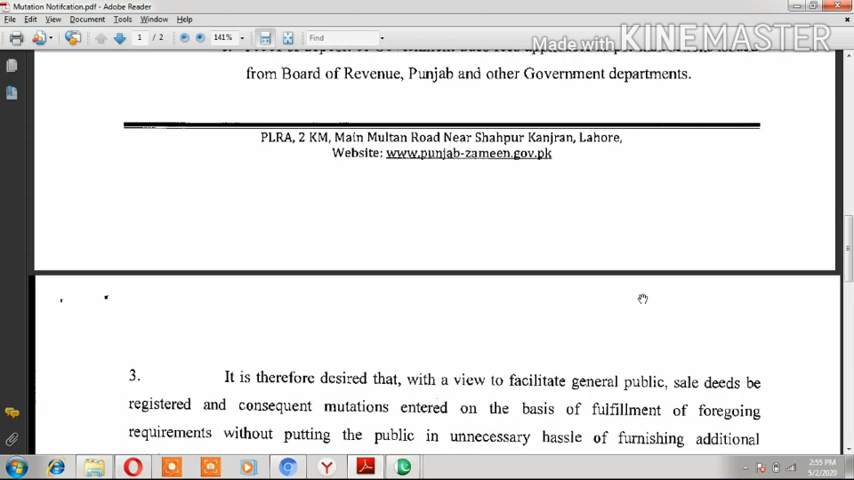 Mutation Notifcation.pdf - Adobe Reader
File Edit View Document Tools Window Help
1 / 2 141% Find
Made with KINEMASTER
from Board of Revenue, Punjab and other Government departments.
PLRA, 2 KM, Main Multan Road Near Shahpur Kanjran, Lahore,
Website: www.punjab-zameen.gov.pk
3. It is therefore desired that, with a view to facilitate general public, sale deeds be
registered and consequent mutations entered on the basis of fulfillment of foregoing
requirements without putting the public in unnecessary hassle of furnishing additional
2:55 PM
5/2/2020